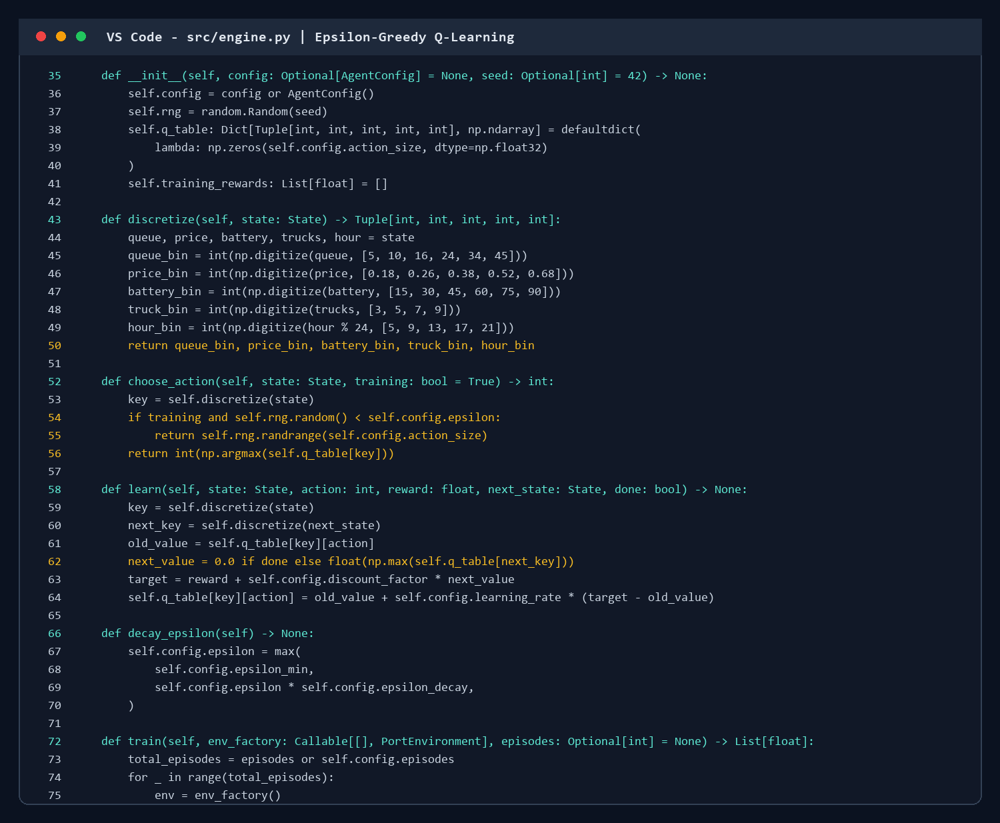 VS Code - src/engine.py | Epsilon-Greedy Q-Learning
35      def __init__(self, config: Optional[AgentConfig] = None, seed: Optional[int] = 42) -> None:
36          self.config = config or AgentConfig()
37          self.rng = random.Random(seed)
38          self.q_table: Dict[Tuple[int, int, int, int, int], np.ndarray] = defaultdict(
39              lambda: np.zeros(self.config.action_size, dtype=np.float32)
40          )
41          self.training_rewards: List[float] = []
42
43      def discretize(self, state: State) -> Tuple[int, int, int, int, int]:
44          queue, price, battery, trucks, hour = state
45          queue_bin = int(np.digitize(queue, [5, 10, 16, 24, 34, 45]))
46          price_bin = int(np.digitize(price, [0.18, 0.26, 0.38, 0.52, 0.68]))
47          battery_bin = int(np.digitize(battery, [15, 30, 45, 60, 75, 90]))
48          truck_bin = int(np.digitize(trucks, [3, 5, 7, 9]))
49          hour_bin = int(np.digitize(hour % 24, [5, 9, 13, 17, 21]))
50          return queue_bin, price_bin, battery_bin, truck_bin, hour_bin
51
52      def choose_action(self, state: State, training: bool = True) -> int:
53          key = self.discretize(state)
54          if training and self.rng.random() < self.config.epsilon:
55              return self.rng.randrange(self.config.action_size)
56          return int(np.argmax(self.q_table[key]))
57
58      def learn(self, state: State, action: int, reward: float, next_state: State, done: bool) -> None:
59          key = self.discretize(state)
60          next_key = self.discretize(next_state)
61          old_value = self.q_table[key][action]
62          next_value = 0.0 if done else float(np.max(self.q_table[next_key]))
63          target = reward + self.config.discount_factor * next_value
64          self.q_table[key][action] = old_value + self.config.learning_rate * (target - old_value)
65
66      def decay_epsilon(self) -> None:
67          self.config.epsilon = max(
68              self.config.epsilon_min,
69              self.config.epsilon * self.config.epsilon_decay,
70          )
71
72      def train(self, env_factory: Callable[[], PortEnvironment], episodes: Optional[int] = None) -> List[float]:
73          total_episodes = episodes or self.config.episodes
74          for _ in range(total_episodes):
75              env = env_factory()